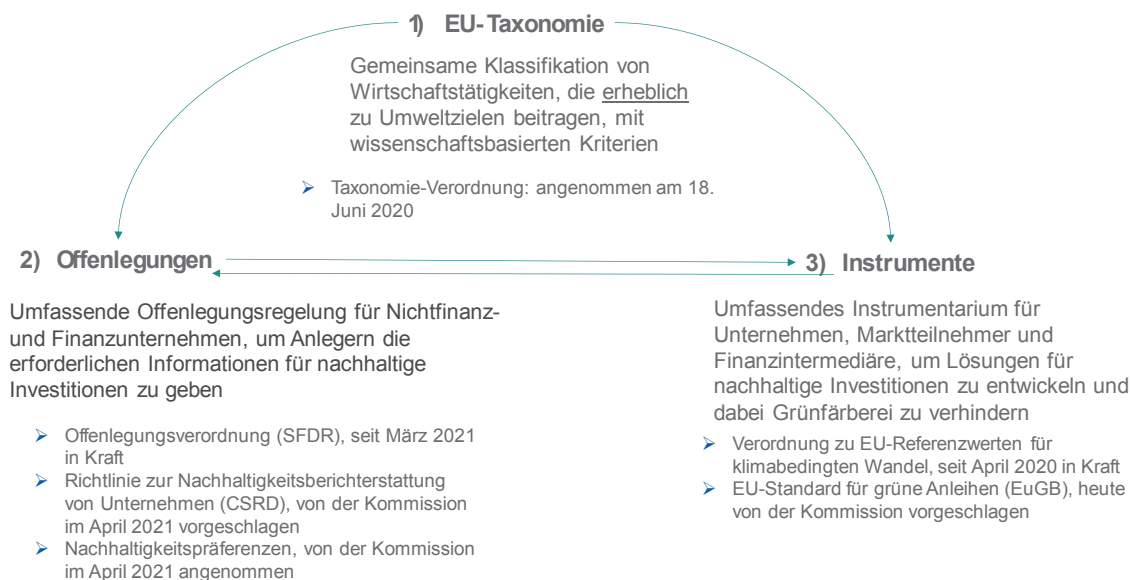 1) EU-Taxonomie
Gemeinsame Klassifikation von
Wirtschaftstätigkeiten, die erheblich
zu Umweltzielen beitragen, mit
wissenschaftsbasierten Kriterien
➢ Taxonomie-Verordnung: angenommen am 18.
Juni 2020
2) Offenlegungen
Umfassende Offenlegungsregelung für Nichtfinanz-
und Finanzunternehmen, um Anlegern die
erforderlichen Informationen für nachhaltige
Investitionen zu geben
➢ Offenlegungsverordnung (SFDR), seit März 2021
in Kraft
➢ Richtlinie zur Nachhaltigkeitsberichterstattung
von Unternehmen (CSRD), von der Kommission
im April 2021 vorgeschlagen
➢ Nachhaltigkeitspräferenzen, von der Kommission
im April 2021 angenommen
3) Instrumente
Umfassendes Instrumentarium für
Unternehmen, Marktteilnehmer und
Finanzintermediäre, um Lösungen für
nachhaltige Investitionen zu entwickeln und
dabei Grünfärberei zu verhindern
➢ Verordnung zu EU-Referenzwerten für
klimabedingten Wandel, seit April 2020 in Kraft
➢ EU-Standard für grüne Anleihen (EuGB), heute
von der Kommission vorgeschlagen